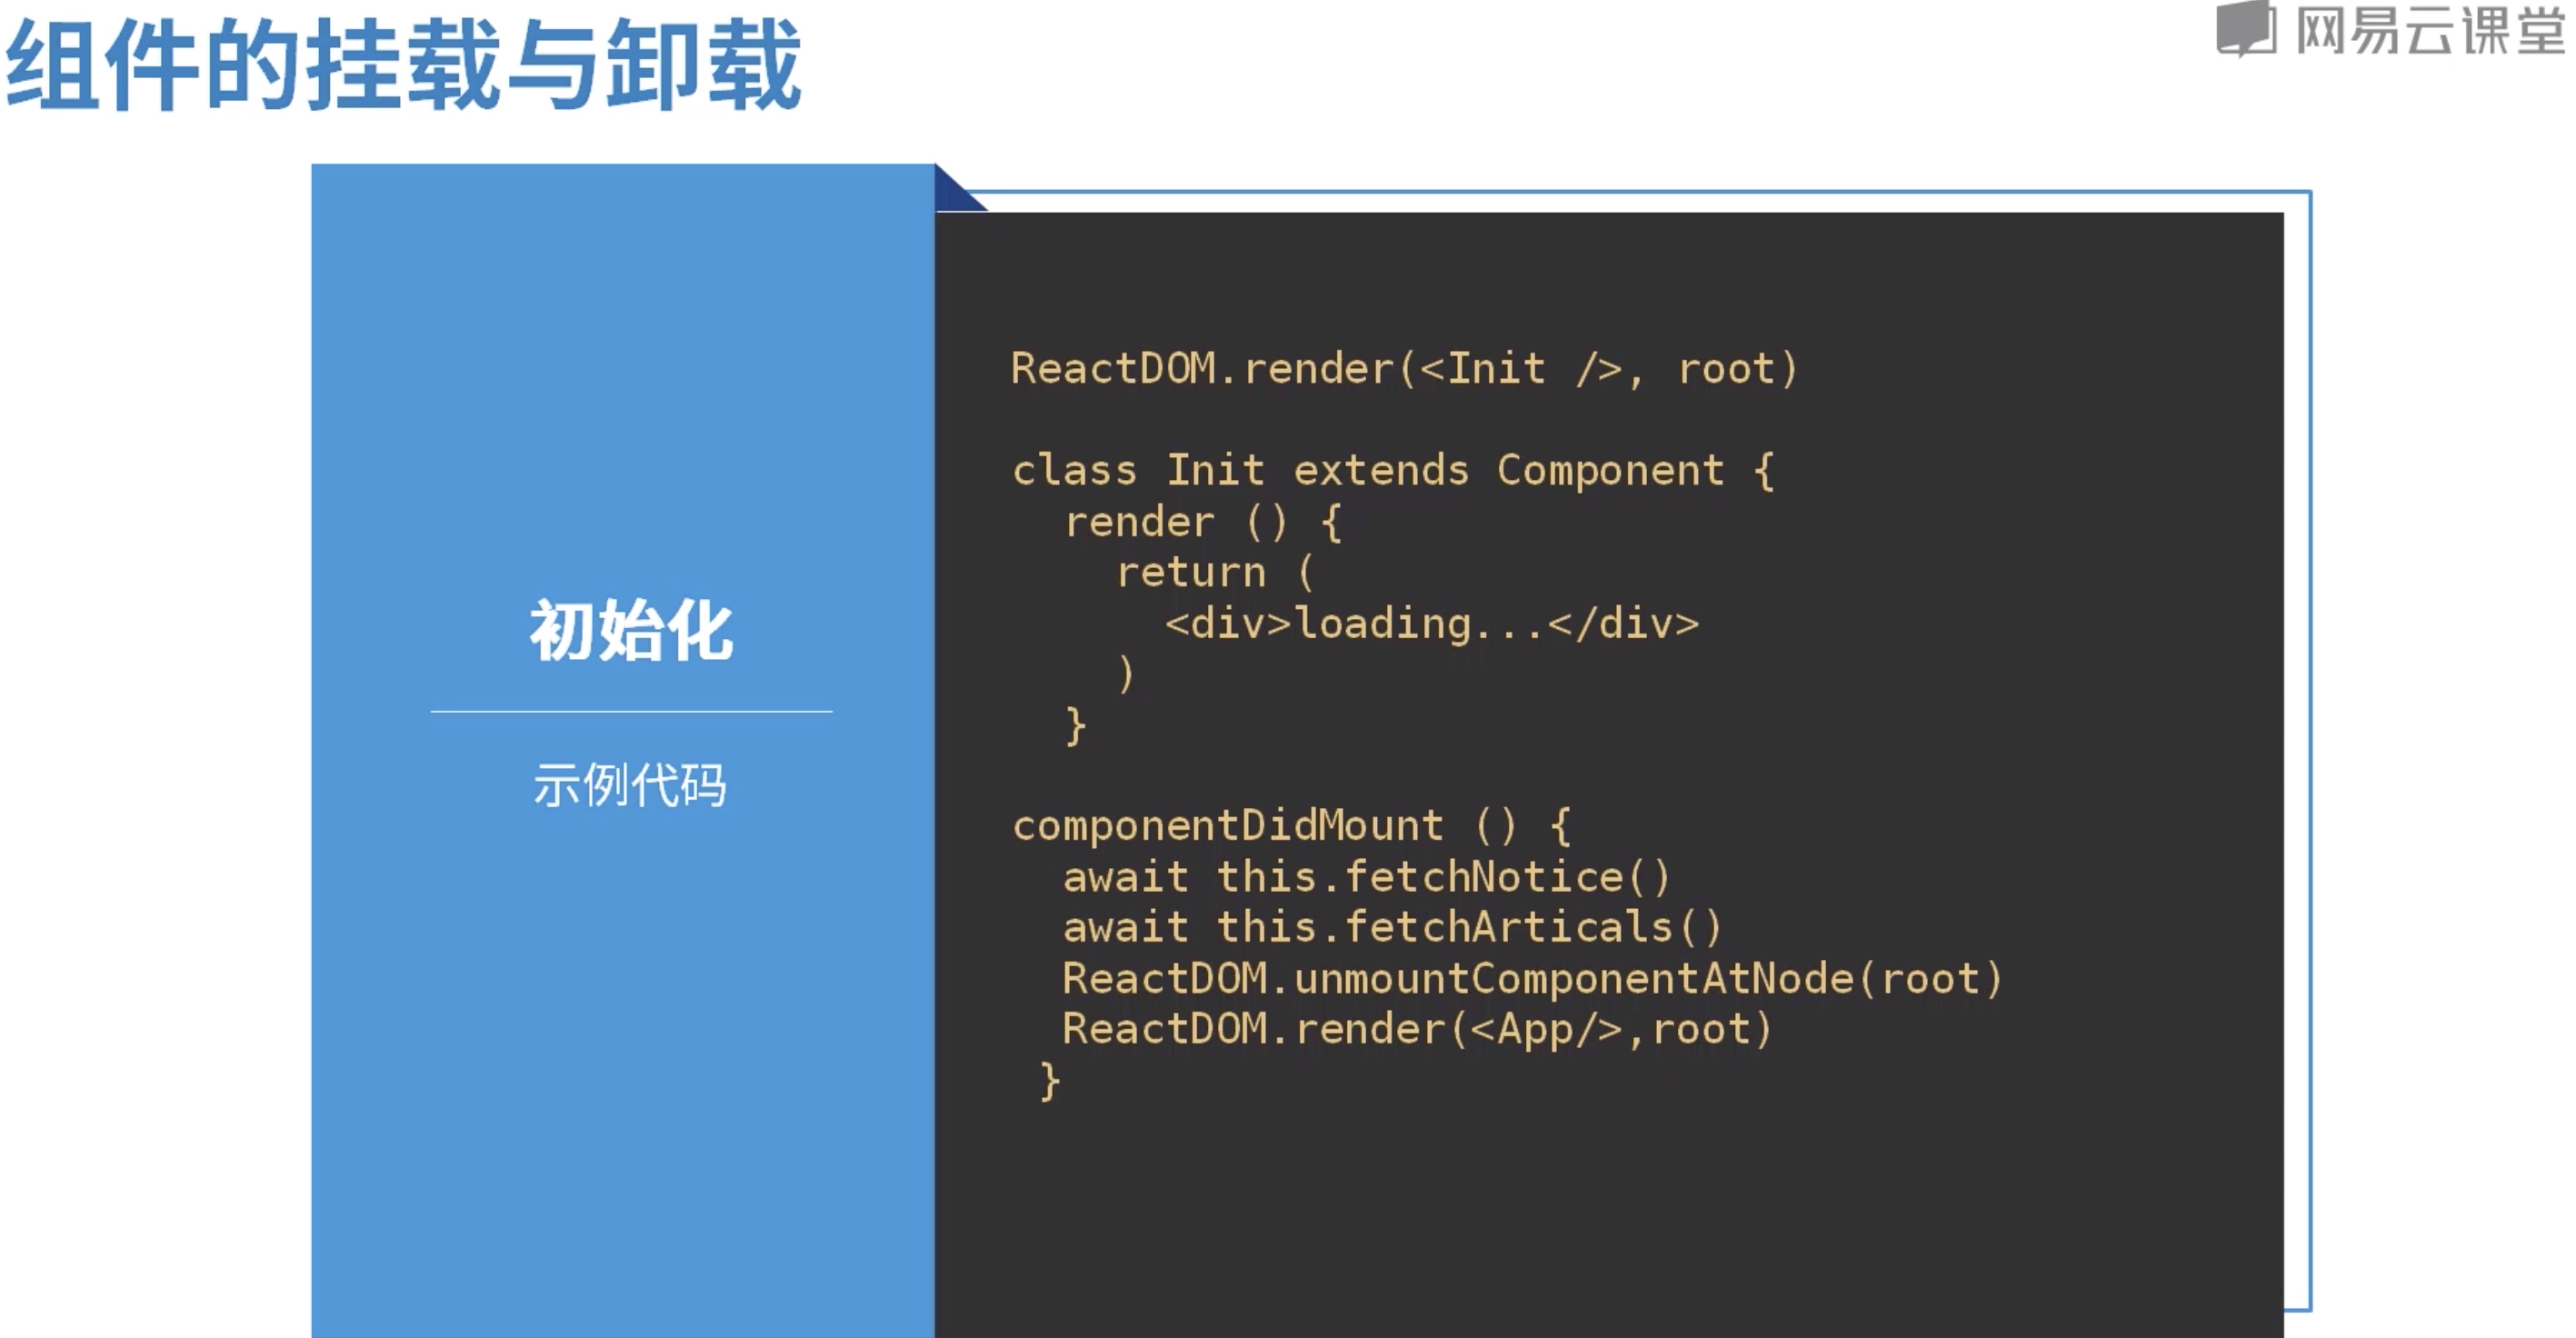 组件的挂载与卸载
网易云课堂
初始化
示例代码
ReactDOM.render(<Init />, root)
class Init extends Component {
render () {
return (
<div>loading...</div>
)
}
componentDidMount () {
await this.fetchNotice()
await this.fetchArticals()
ReactDOM.unmountComponentAtNode(root)
ReactDOM.render(<App/>,root)
}